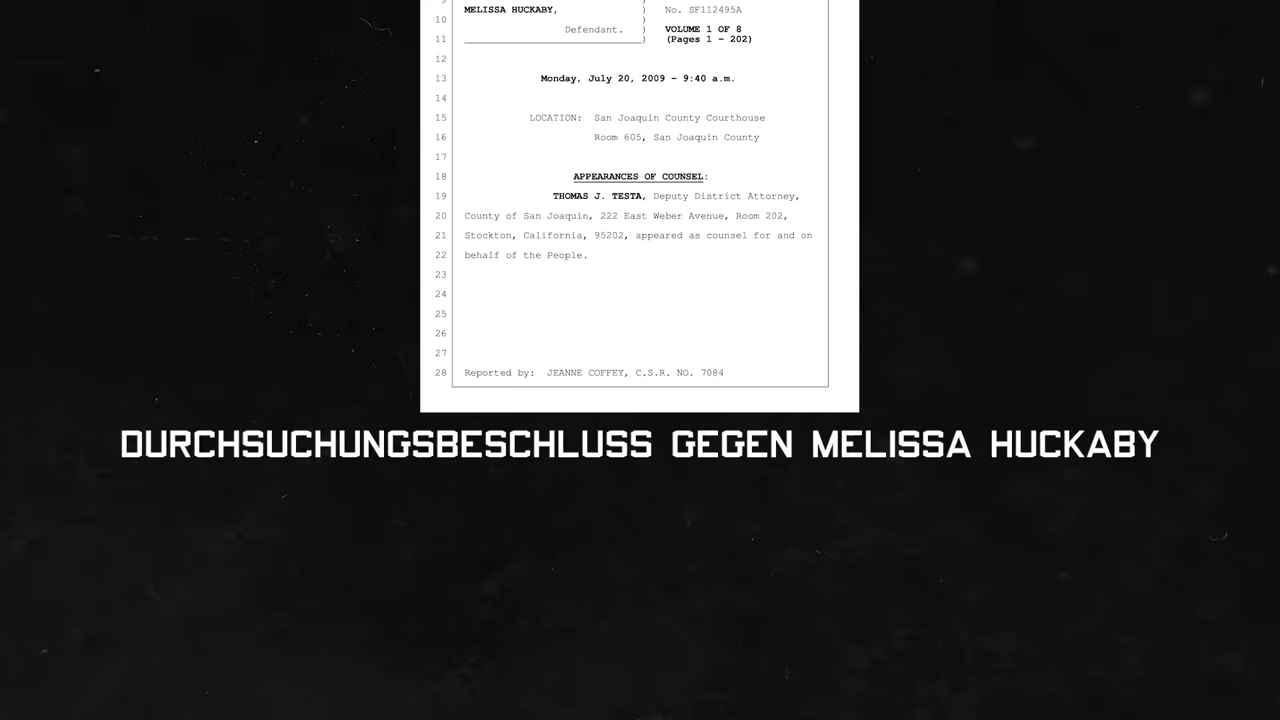 9 )
MELISSA HUCKABY, ) No. SF112495A
10 )
Defendant. ) VOLUME 1 OF 8
11 ) (Pages 1 - 202)
12
13 Monday, July 20, 2009 - 9:40 a.m.
14
15 LOCATION: San Joaquin County Courthouse
16 Room 605, San Joaquin County
17
18 APPEARANCES OF COUNSEL:
19 THOMAS J. TESTA, Deputy District Attorney,
20 County of San Joaquin, 222 East Weber Avenue, Room 202,
21 Stockton, California, 95202, appeared as counsel for and on
22 behalf of the People.
23
24
25
26
27
28 Reported by: JEANNE COFFEY, C.S.R. NO. 7084
DURCHSUCHUNGSBESCHLUSS GEGEN MELISSA HUCKABY